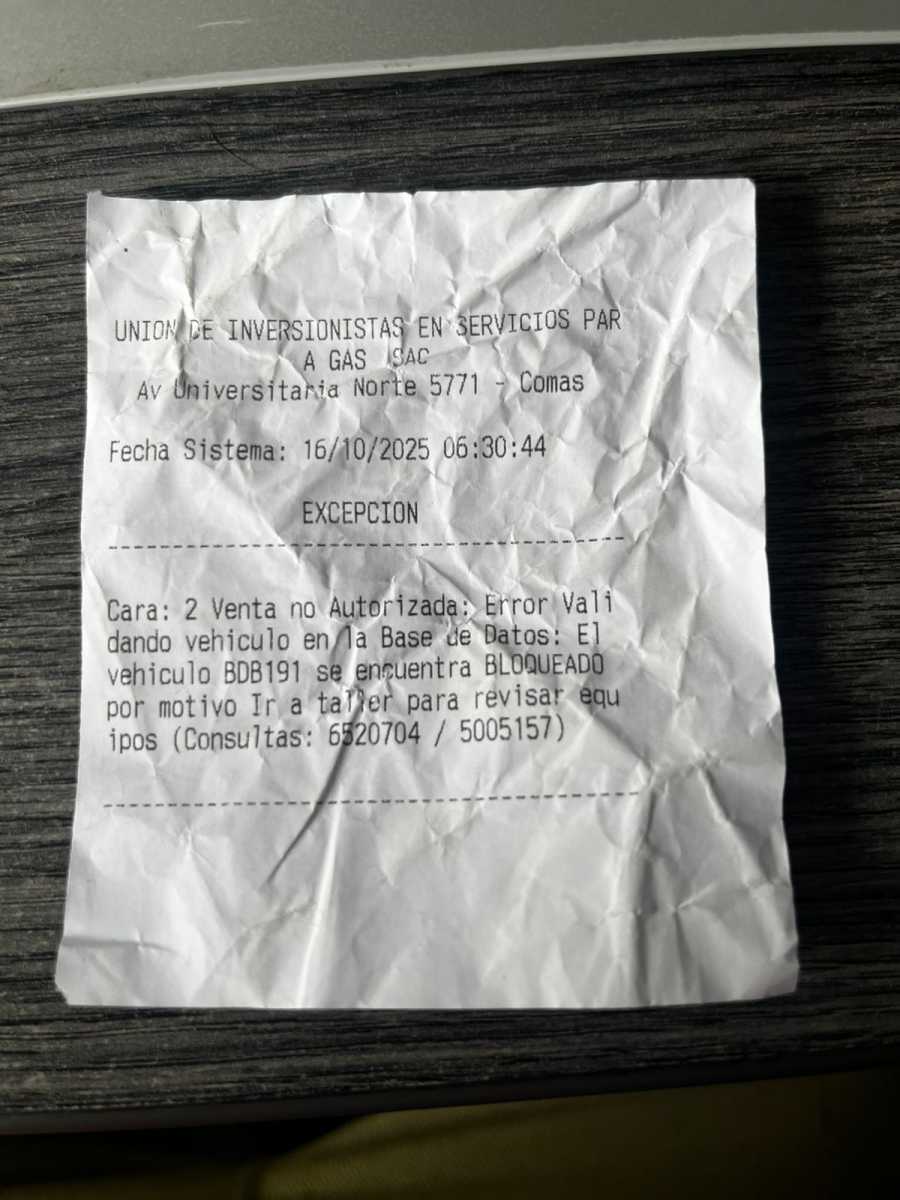 UNION DE INVERSIONISTAS EN SERVICIOS PAR
A GAS SAC
Av Universitaria Norte 5771 - Comas
Fecha Sistema: 16/10/2025 06:30:44
EXCEPCION
----------------------------------------
Cara: 2 Venta no Autorizada: Error Vali
dando vehiculo en la Base de Datos: El
vehiculo BDB191 se encuentra BLOQUEADO
por motivo Ir a taller para revisar equ
ipos (Consultas: 6520704 / 5005157)
----------------------------------------